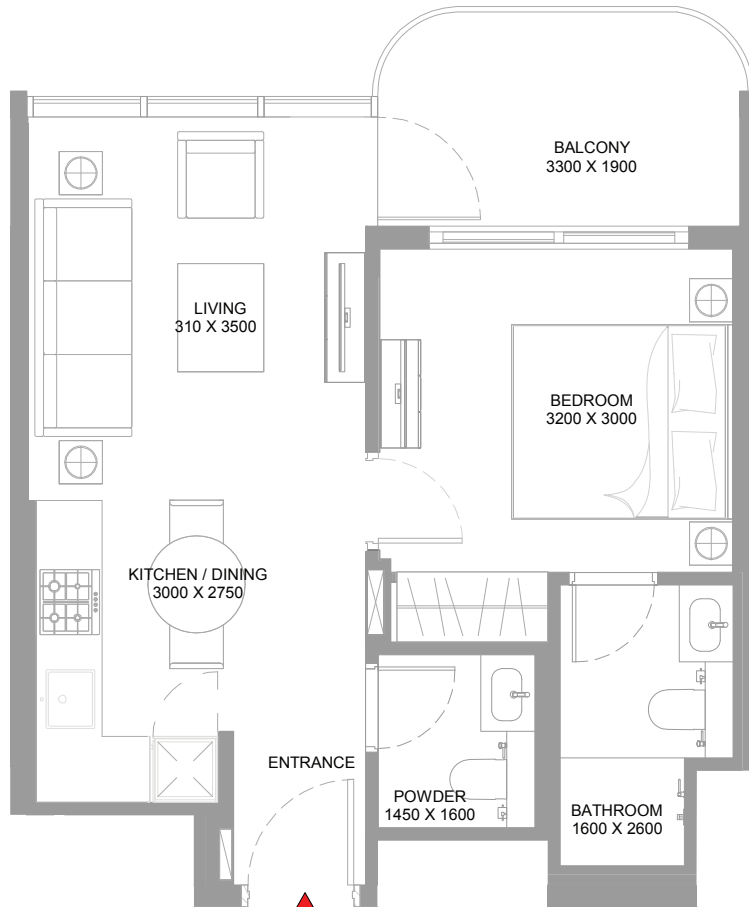 BALCONY
3300 X 1900
LIVING
310 X 3500
BEDROOM
3200 X 3000
KITCHEN / DINING
3000 X 2750
ENTRANCE
POWDER
1450 X 1600
BATHROOM
1600 X 2600